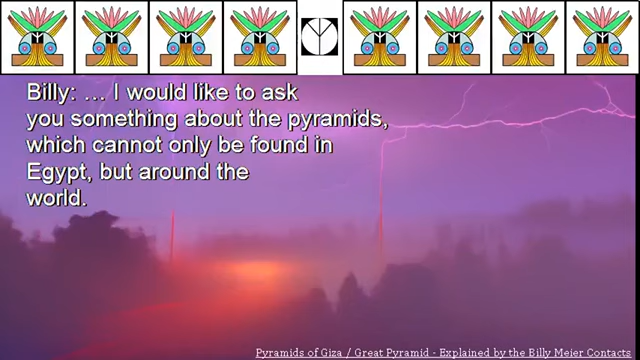 Billy: … I would like to ask
you something about the pyramids,
which cannot only be found in
Egypt, but around the
world.
Pyramids of Giza / Great Pyramid - Explained by the Billy Meier Contacts